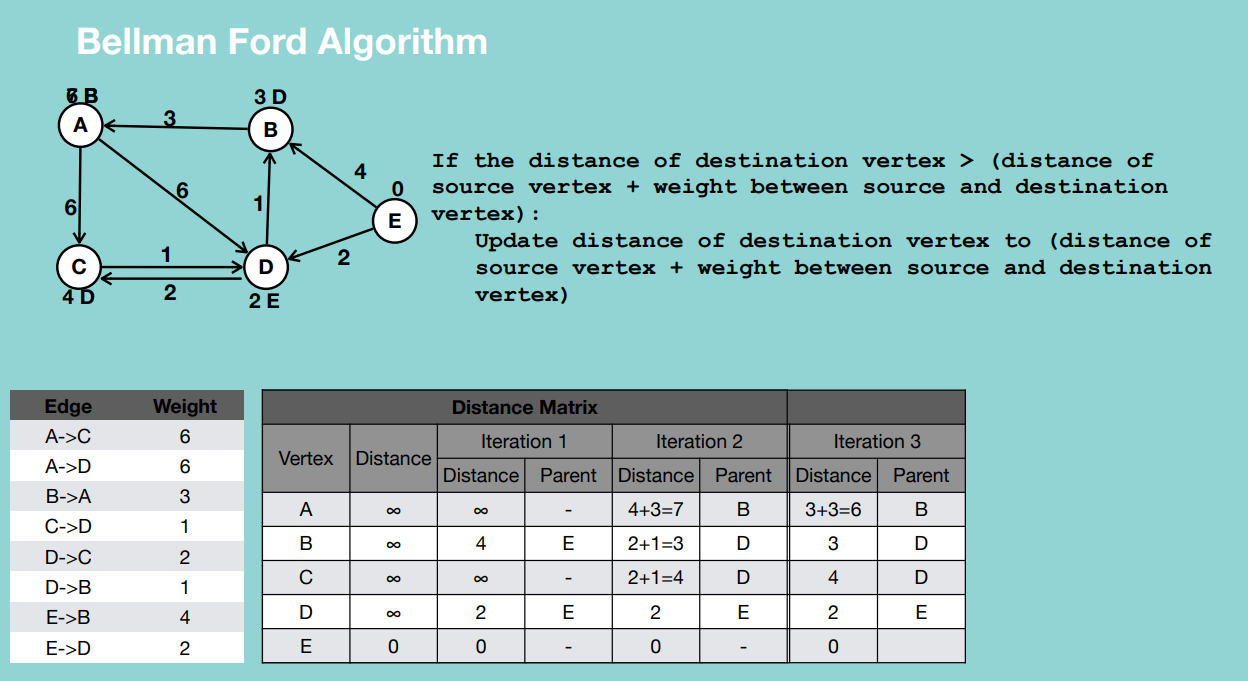 Bellman Ford Algorithm
B
3 D
A
3
B
4
0
6
6
1
E
C
1
D
2
2
4 D
2 E
If the distance of destination vertex > (distance of
source vertex + weight between source and destination
vertex):
Update distance of destination vertex to (distance of
source vertex + weight between source and destination
vertex)
Edge Weight
A->C 6
A->D 6
B->A 3
C->D 1
D->C 2
D->B 1
E->B 4
E->D 2
Distance Matrix
Vertex Distance Iteration 1 Iteration 2 Iteration 3
Distance Parent Distance Parent Distance Parent
A ∞ ∞ - 4+3=7 B 3+3=6 B
B ∞ 4 E 2+1=3 D 3 D
C ∞ ∞ - 2+1=4 D 4 D
D ∞ 2 E 2 E 2 E
E 0 0 - 0 - 0